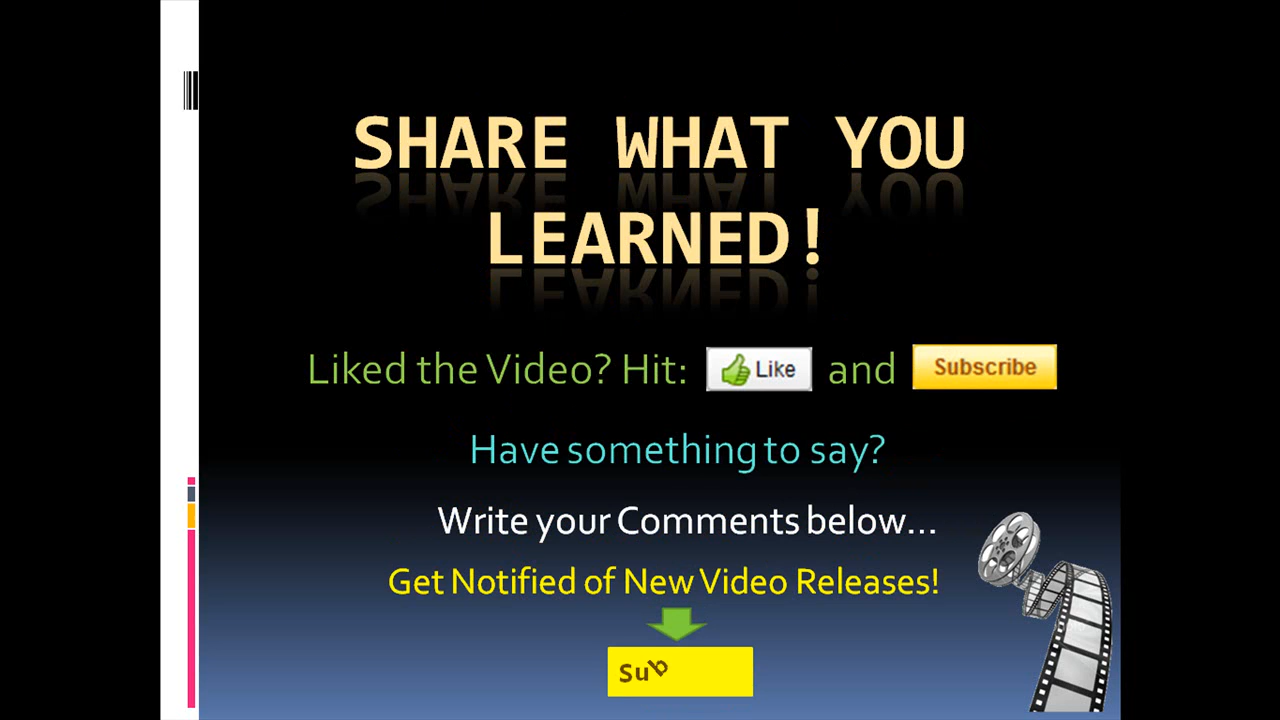 SHARE WHAT YOU
LEARNED!
Liked the Video? Hit: Like and Subscribe
Have something to say?
Write your Comments below...
Get Notified of New Video Releases!
Sub